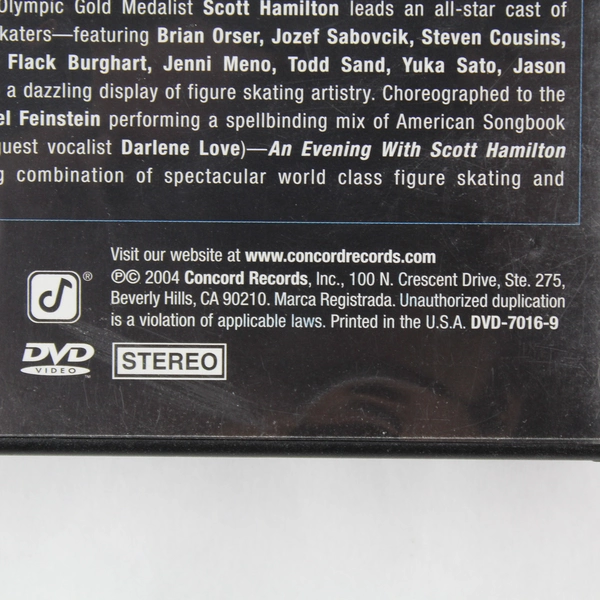 Olympic Gold Medalist Scott Hamilton leads an all-star cast of
skaters—featuring Brian Orser, Jozef Sabovcik, Steven Cousins,
Flack Burghart, Jenni Meno, Todd Sand, Yuka Sato, Jason
a dazzling display of figure skating artistry. Choreographed to the
el Feinstein performing a spellbinding mix of American Songbook
guest vocalist Darlene Love)—An Evening With Scott Hamilton
g combination of spectacular world class figure skating and
Visit our website at www.concordrecords.com
℗© 2004 Concord Records, Inc., 100 N. Crescent Drive, Ste. 275,
Beverly Hills, CA 90210. Marca Registrada. Unauthorized duplication
is a violation of applicable laws. Printed in the U.S.A. DVD-7016-9
®
DVD
VIDEO
STEREO